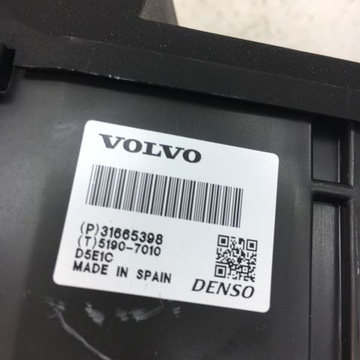 VOLVO
(P)31665398
(T)5190-7010
D5E1C
MADE IN SPAIN
DENSO